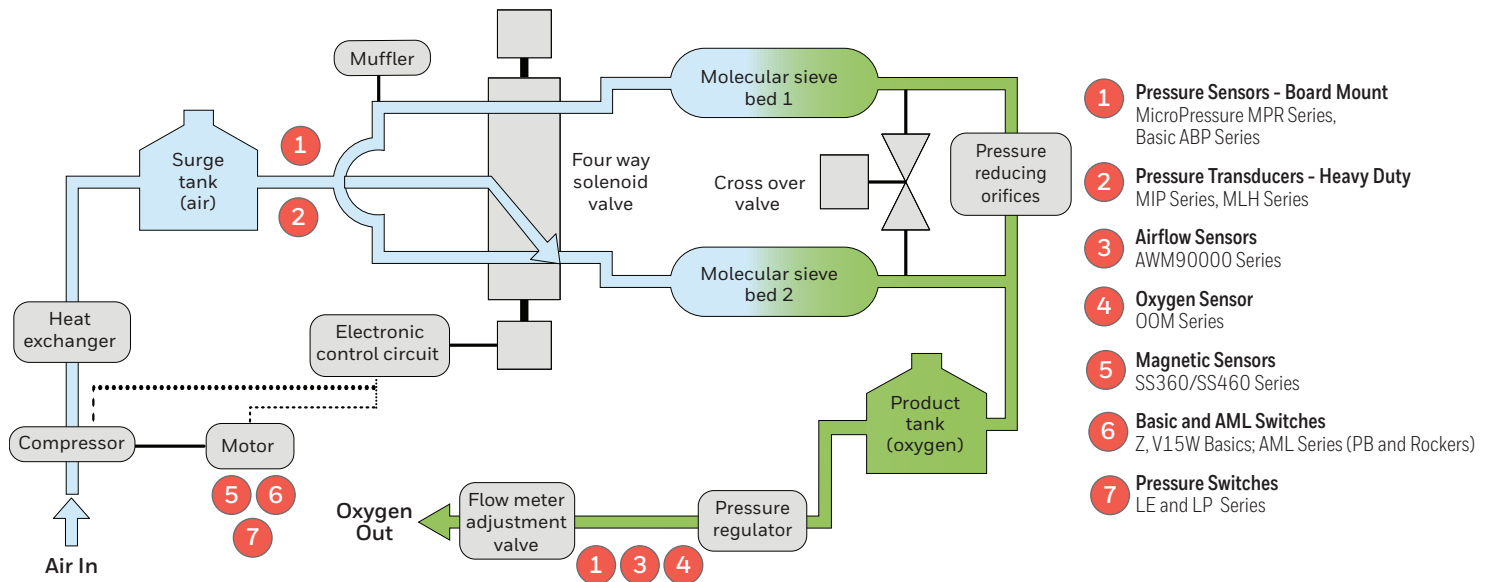 Muffler
Surge
tank
(air)
1
2
Four way
solenoid
valve
Molecular sieve
bed 1
Cross over
valve
Pressure
reducing
orifices
Molecular sieve
bed 2
Heat
exchanger
Electronic
control circuit
Compressor
Motor
5
6
7
Air In
Product
tank
(oxygen)
Oxygen
Out
Flow meter
adjustment
valve
Pressure
regulator
1
3
4
1
Pressure Sensors - Board Mount
MicroPressure MPR Series,
Basic ABP Series
2
Pressure Transducers - Heavy Duty
MIP Series, MLH Series
3
Airflow Sensors
AWM90000 Series
4
Oxygen Sensor
OOM Series
5
Magnetic Sensors
SS360/SS460 Series
6
Basic and AML Switches
Z, V15W Basics; AML Series (PB and Rockers)
7
Pressure Switches
LE and LP Series